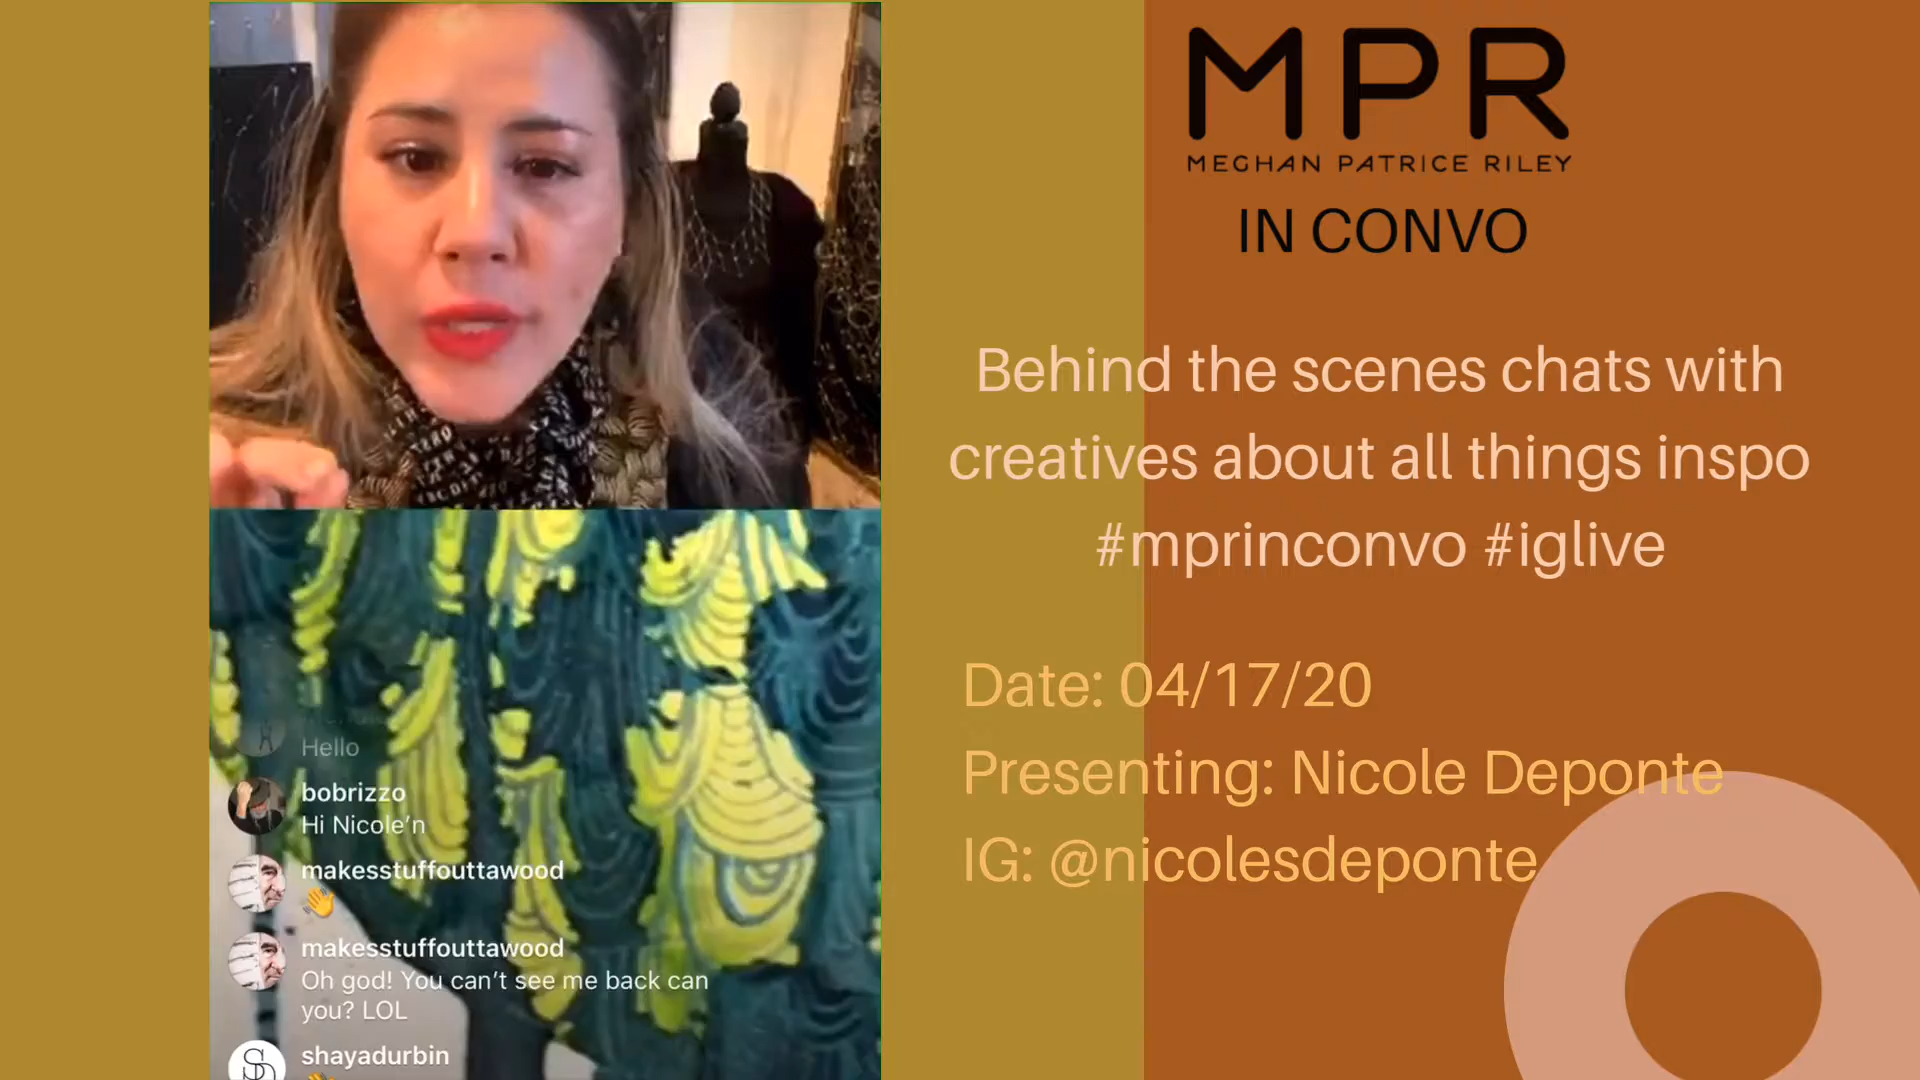 MPR
MEGHAN PATRICE RILEY
IN CONVO
Behind the scenes chats with
creatives about all things inspo
#mprinconvo #iglive
Date: 04/17/20
Presenting: Nicole Deponte
IG: @nicolesdeponte
Hello
bobrizzo
Hi Nicole’n
makesstuffouttawood
👋
makesstuffouttawood
Oh god! You can’t see me back can
you? LOL
shayadurbin